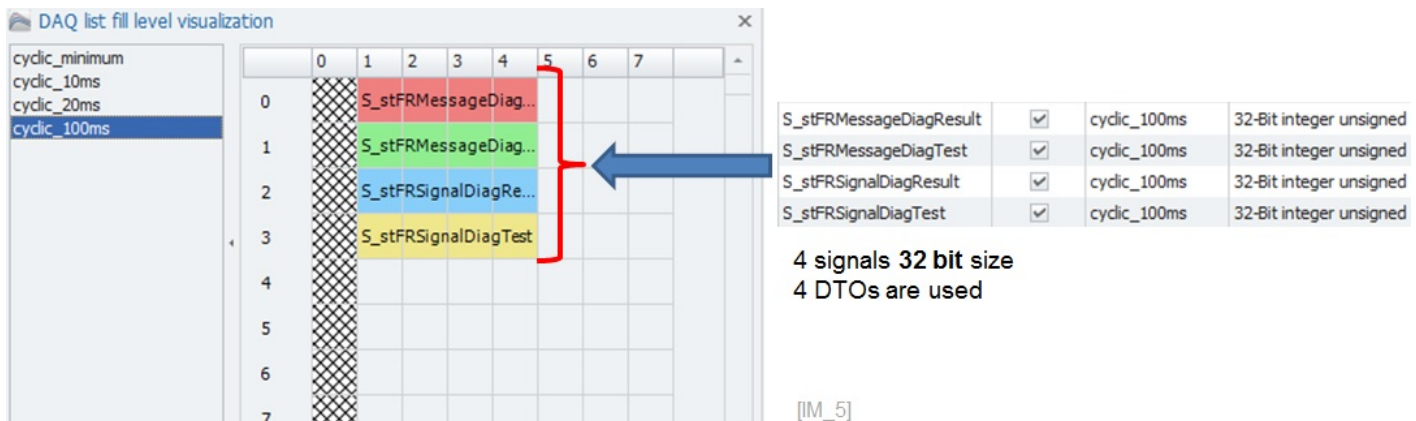 DAQ list fill level visualization
cyclic_minimum
cyclic_10ms
cyclic_20ms
cyclic_100ms
0 1 2 3 4 5 6 7
0 S_stFRMessageDiag...
1 S_stFRMessageDiag...
2 S_stFRSignalDiagRe...
3 S_stFRSignalDiagTest
4
5
6
7
S_stFRMessageDiagResult cyclic_100ms 32-Bit integer unsigned
S_stFRMessageDiagTest cyclic_100ms 32-Bit integer unsigned
S_stFRSignalDiagResult cyclic_100ms 32-Bit integer unsigned
S_stFRSignalDiagTest cyclic_100ms 32-Bit integer unsigned
4 signals 32 bit size
4 DTOs are used
[IM_5]